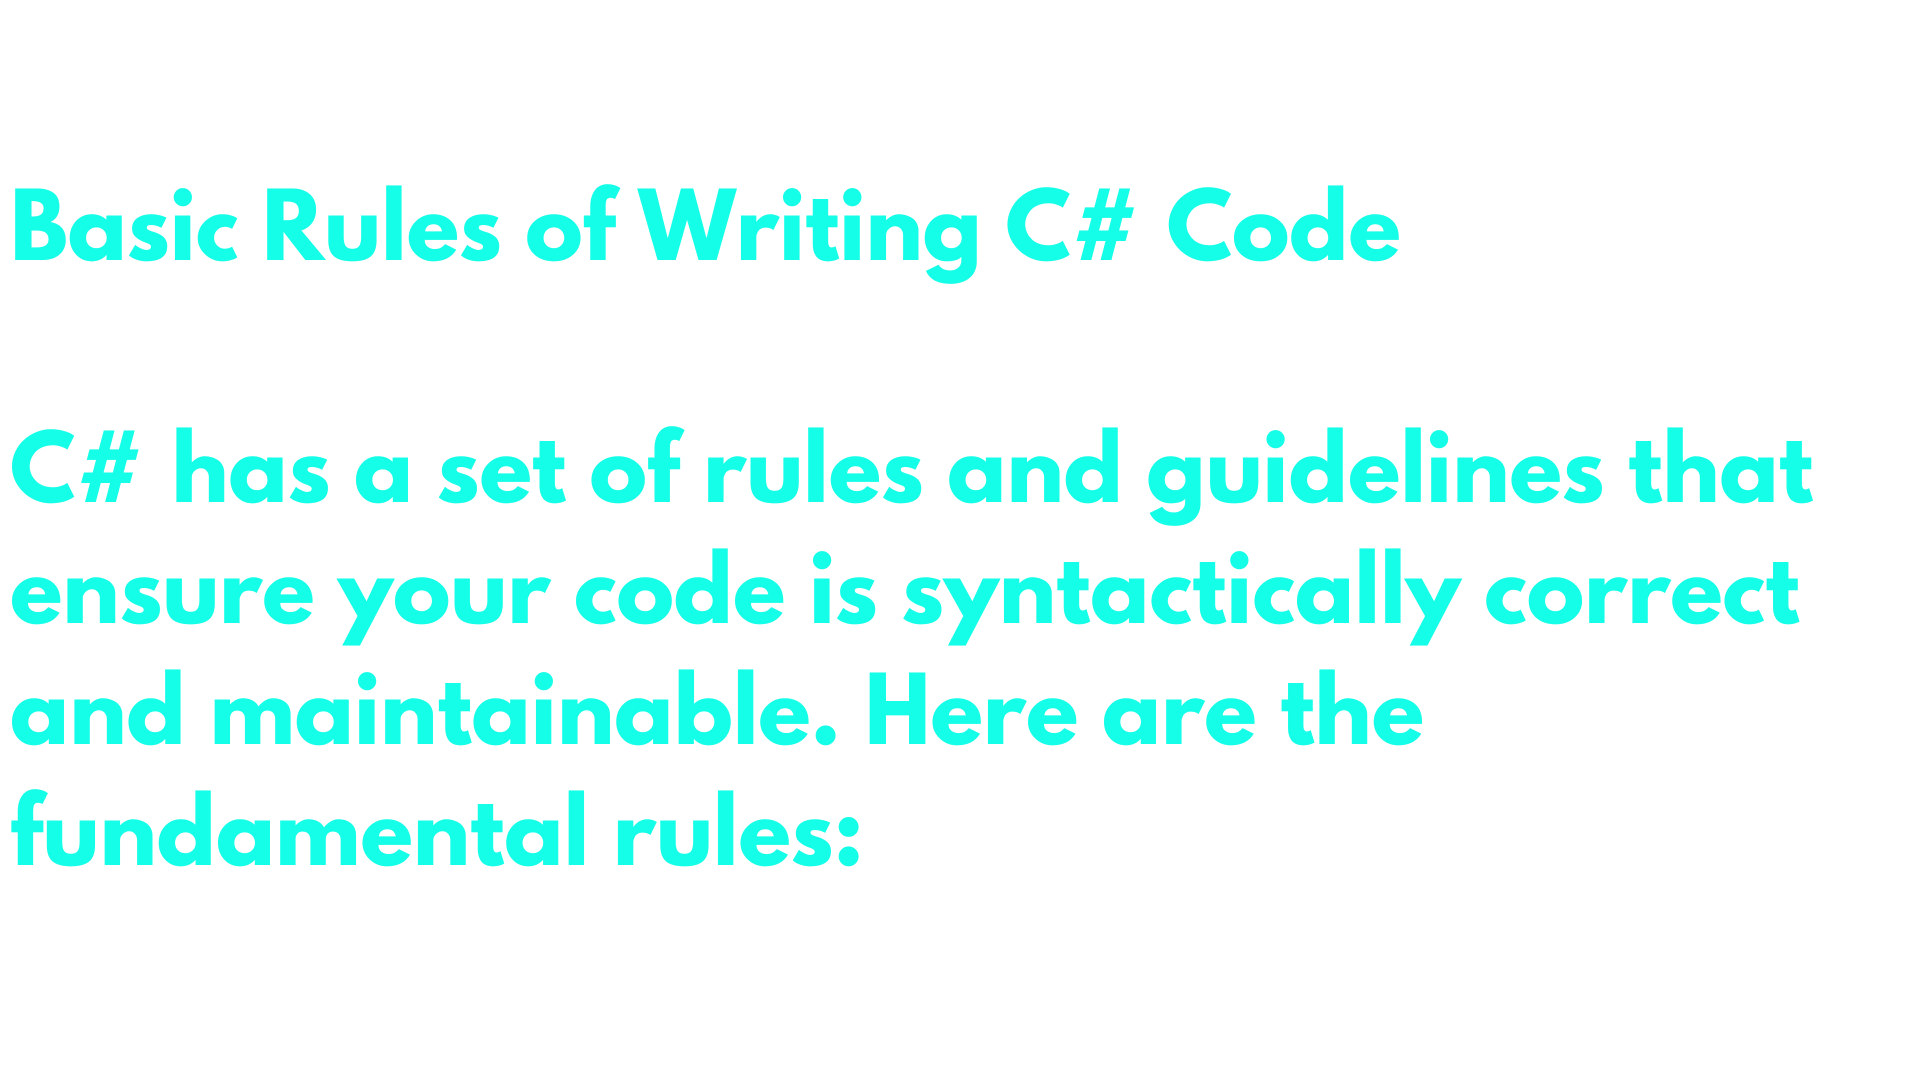 Basic Rules of Writing C# Code
C# has a set of rules and guidelines that
ensure your code is syntactically correct
and maintainable. Here are the
fundamental rules: